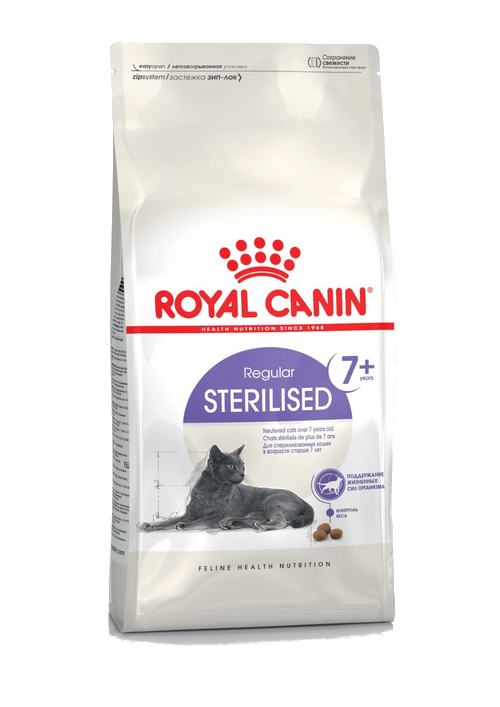 easyopen / легковскрываемая упаковка
zipsystem/застежка зип-лок
Сохранение
свежести
ROYAL CANIN®
HEALTH NUTRITION SINCE 1968
Regular
STERILISED
7+
years
Neutered cats over 7 years old
Chats stérilisés de plus de 7 ans
Для стерилизованных кошек
в возрасте старше 7 лет
ПОДДЕРЖАНИЕ
ЖИЗНЕННЫХ
СИЛ ОРГАНИЗМА
КОНТРОЛЬ
ВЕСА
FELINE HEALTH NUTRITION